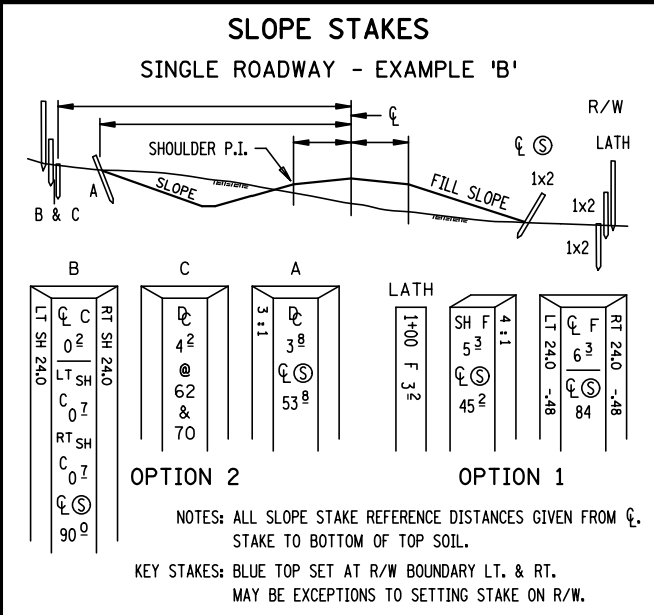 SLOPE STAKES
SINGLE ROADWAY - EXAMPLE 'B'
℄
R/W
SHOULDER P.I.
℄ Ⓢ
LATH
A
SLOPE
FILL SLOPE
1x2
1x2
1x2
B & C
B
C
A
LATH
LT SH 24.0
℄ C
0 2
LT SH
C 0 7
RT SH
C 0 7
℄ Ⓢ
90 0
RT SH 24.0
DC
4 2
@
62
&
70
3:1
DC
3 8
℄ Ⓢ
53 8
1+00 F 3 2
SH F
5 3
℄ Ⓢ
45 2
4:1
LT 24.0 -.48
℄ F
6 3
℄ Ⓢ
84
RT 24.0 -.48
OPTION 2
OPTION 1
NOTES: ALL SLOPE STAKE REFERENCE DISTANCES GIVEN FROM ℄.
STAKE TO BOTTOM OF TOP SOIL.
KEY STAKES: BLUE TOP SET AT R/W BOUNDARY LT. & RT.
MAY BE EXCEPTIONS TO SETTING STAKE ON R/W.